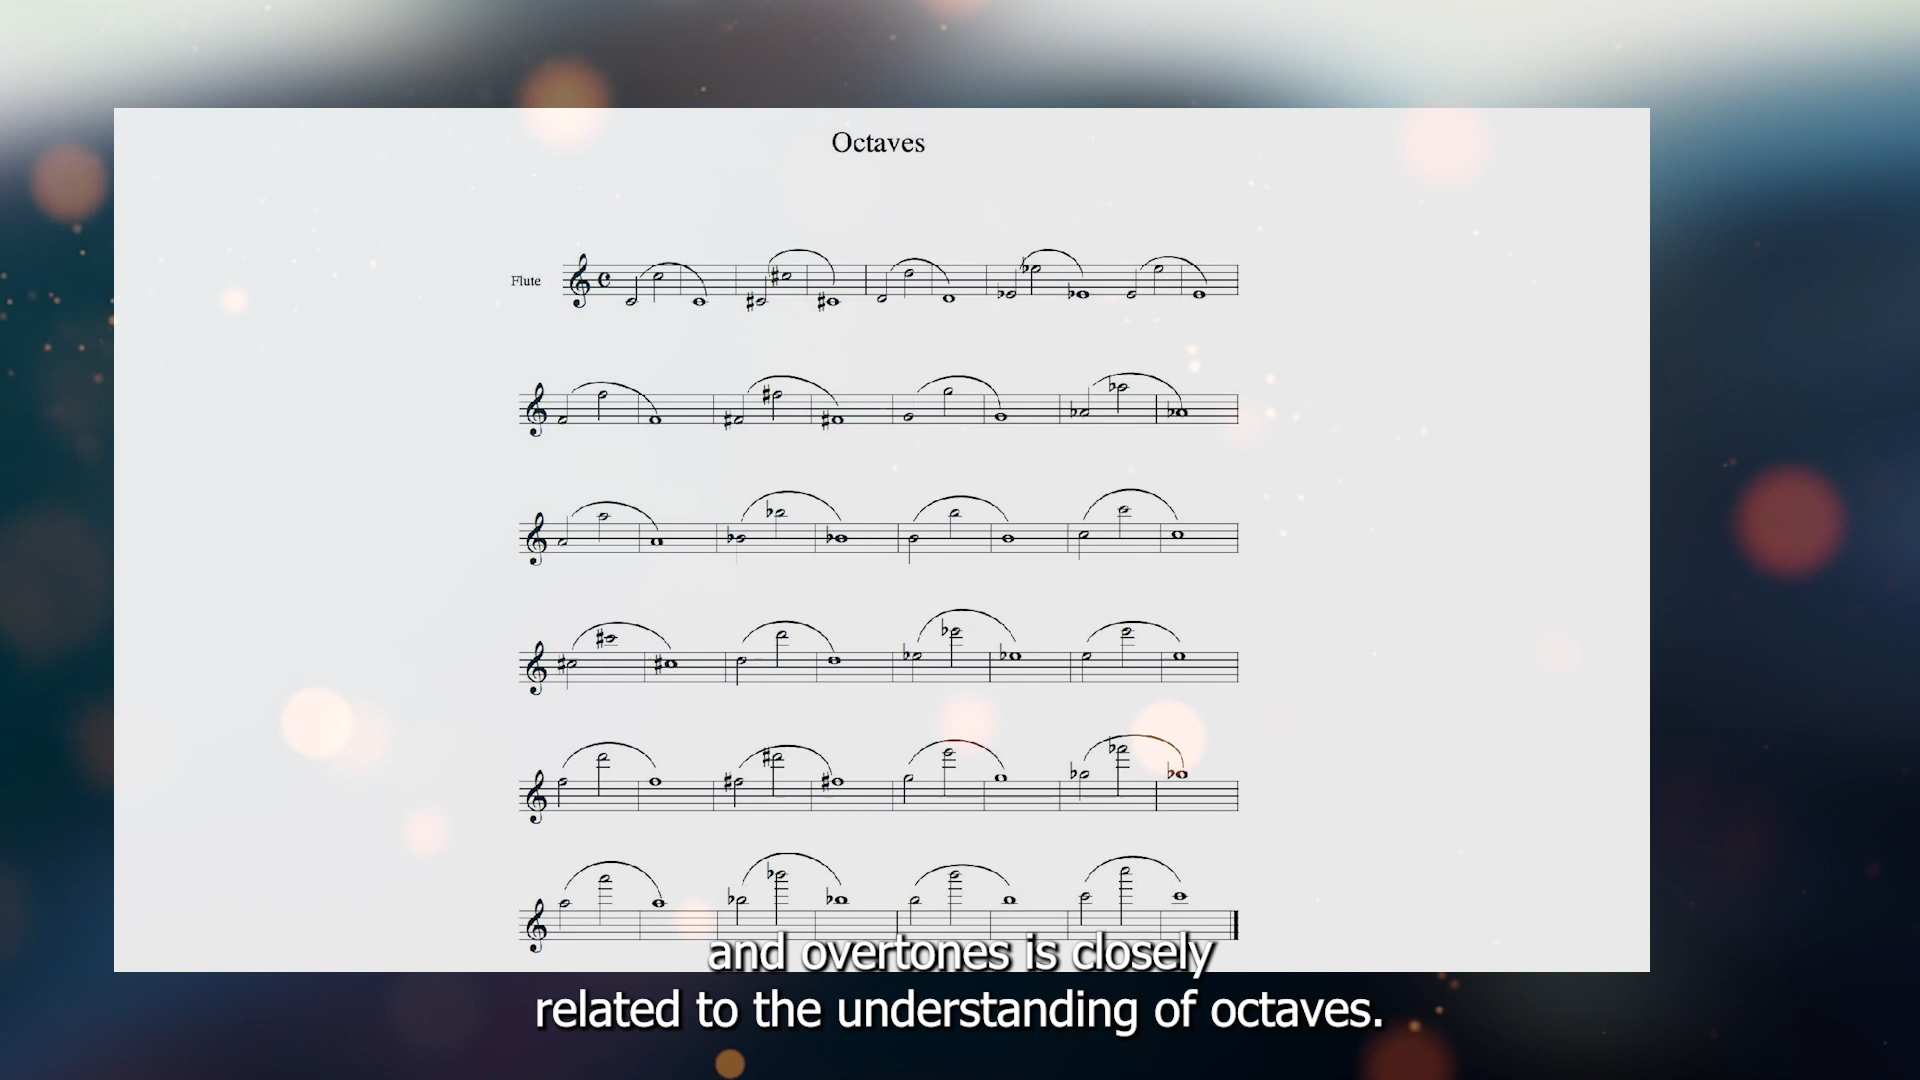 Octaves
Flute
and overtones is closely
related to the understanding of octaves.